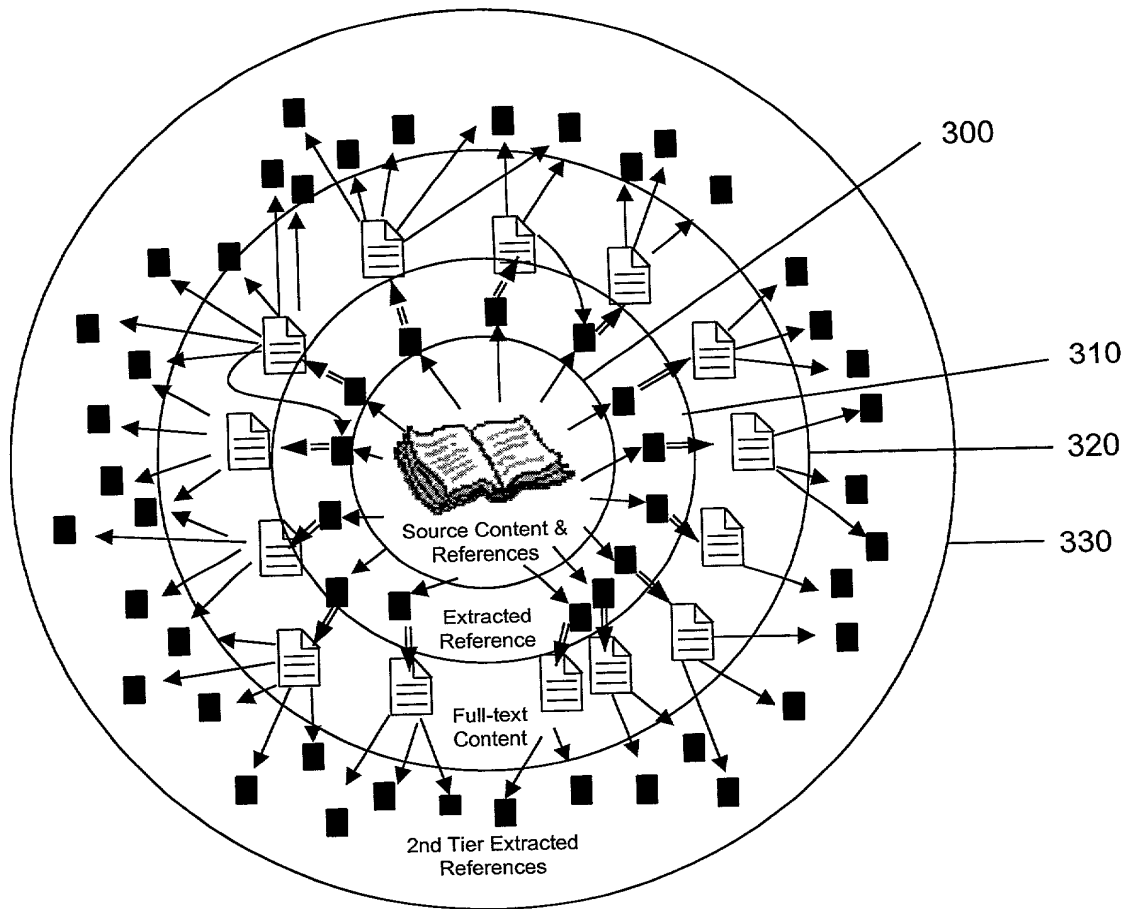 300
310
320
330
Source Content &
References
Extracted
Reference
Full-text
Content
2nd Tier Extracted
References